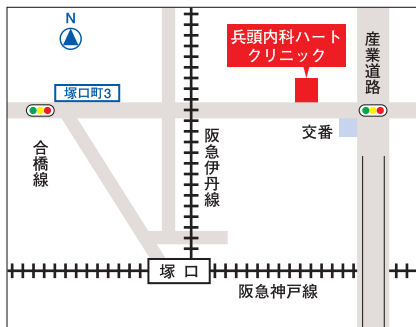 N
兵頭内科ハート
クリニック
産業道路
塚口町3
交番
合橋線
阪急伊丹線
塚口
阪急神戸線